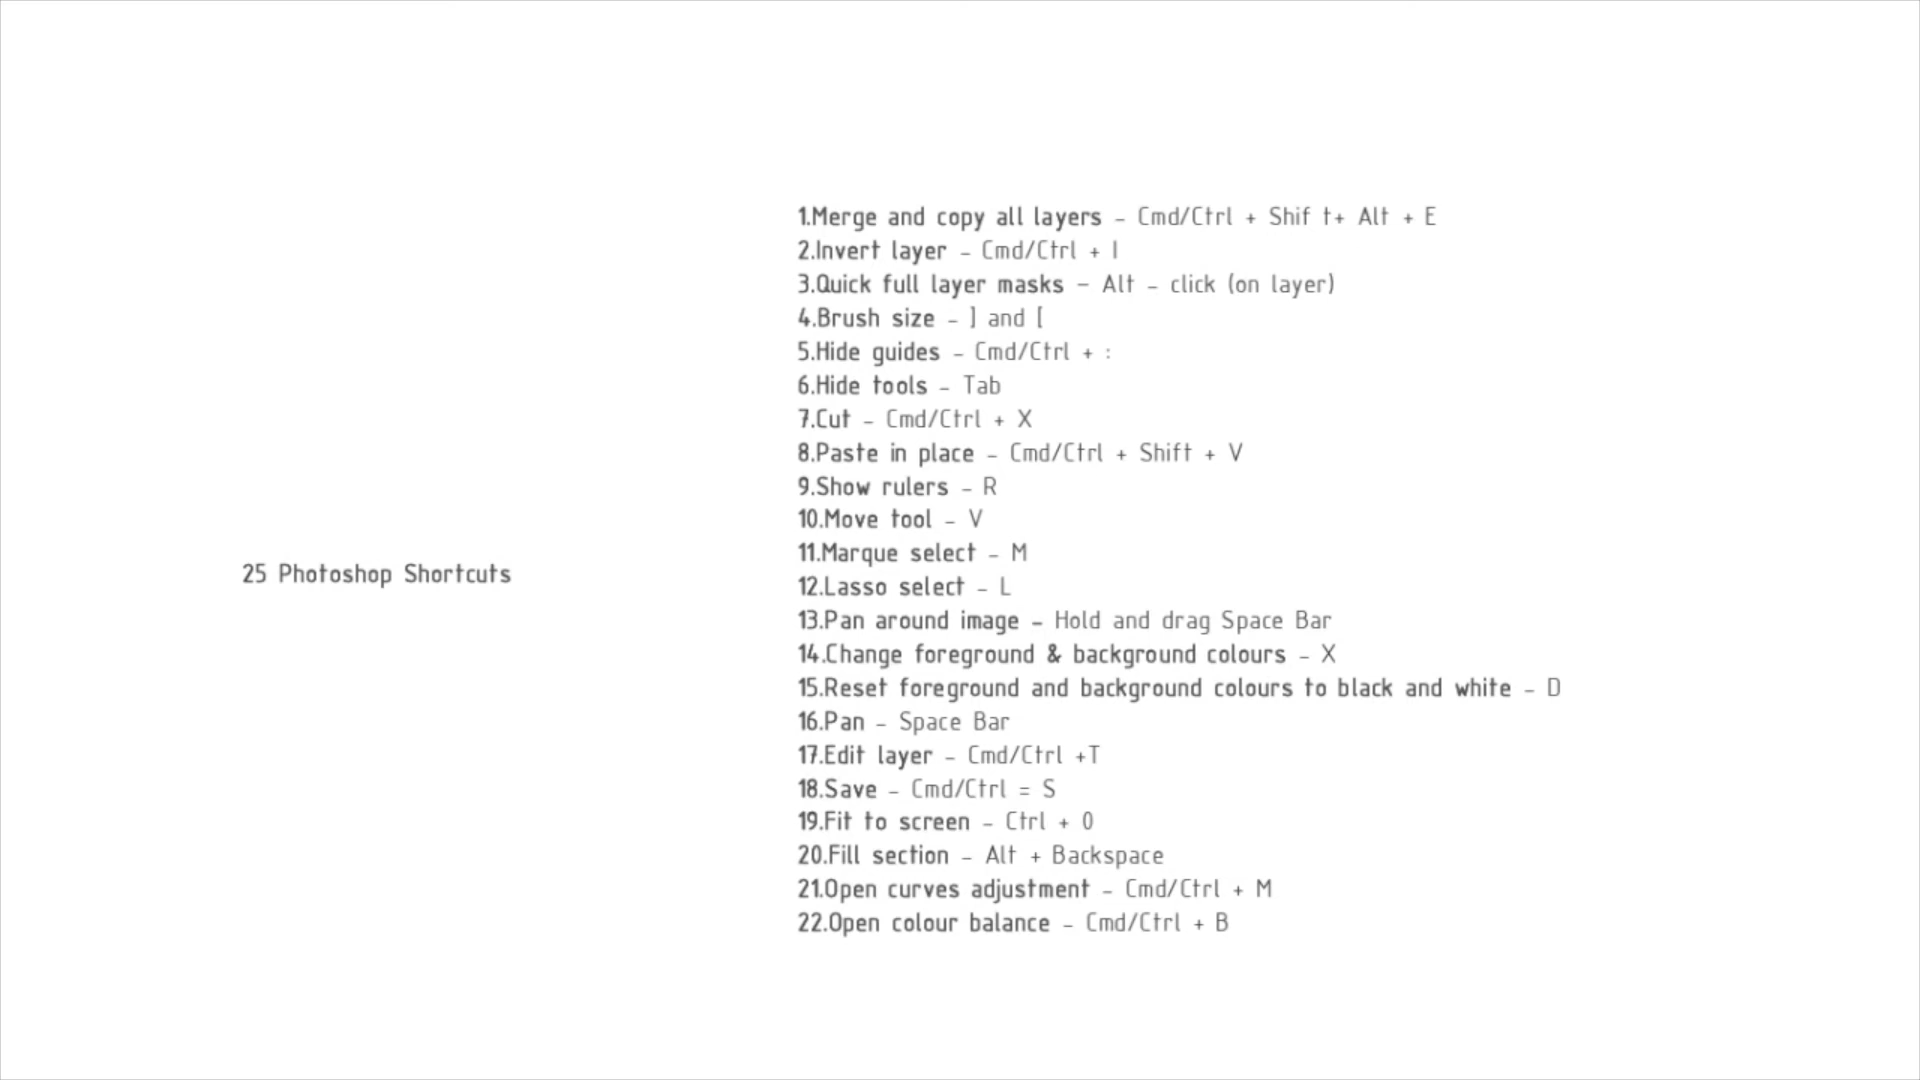 25 Photoshop Shortcuts
1.Merge and copy all layers - Cmd/Ctrl + Shif t+ Alt + E
2.Invert layer - Cmd/Ctrl + I
3.Quick full layer masks - Alt - click (on layer)
4.Brush size - ] and [
5.Hide guides - Cmd/Ctrl + :
6.Hide tools - Tab
7.Cut - Cmd/Ctrl + X
8.Paste in place - Cmd/Ctrl + Shift + V
9.Show rulers - R
10.Move tool - V
11.Marque select - M
12.Lasso select - L
13.Pan around image - Hold and drag Space Bar
14.Change foreground & background colours - X
15.Reset foreground and background colours to black and white - D
16.Pan - Space Bar
17.Edit layer - Cmd/Ctrl +T
18.Save - Cmd/Ctrl = S
19.Fit to screen - Ctrl + 0
20.Fill section - Alt + Backspace
21.Open curves adjustment - Cmd/Ctrl + M
22.Open colour balance - Cmd/Ctrl + B